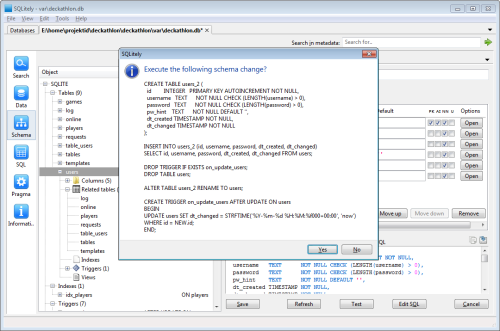 SQLitely - var\deckathlon.db
File View Edit Tools Help
Databases E:\home\projektid\deckathlon\deckathlon\var\deckathlon.db*
Search in metadata: Search for...
Search
Data
Schema
SQL
Pragma
Informati..
Object
SQLITE
Tables (9)
games
log
online
players
requests
table_users
tables
templates
users
Columns (5)
Related tables (
log
online
players
requests
table_users
tables
templates
Indexes
Triggers (1)
Views
Indexes (1)
idx_players ON players
Triggers (7)
SQLitely
Execute the following schema change?
CREATE TABLE users_2 (
id INTEGER PRIMARY KEY AUTOINCREMENT NOT NULL,
username TEXT NOT NULL CHECK (LENGTH(username) > 0),
password TEXT NOT NULL CHECK (LENGTH(password) > 0),
pw_hint TEXT NOT NULL DEFAULT '',
dt_created TIMESTAMP NOT NULL,
dt_changed TIMESTAMP NOT NULL
);
INSERT INTO users_2 (id, username, password, dt_created, dt_changed)
SELECT id, username, password, dt_created, dt_changed FROM users;
DROP TRIGGER IF EXISTS on_update_users;
DROP TABLE users;
ALTER TABLE users_2 RENAME TO users;
CREATE TRIGGER on_update_users AFTER UPDATE ON users
BEGIN
UPDATE users SET dt_changed = STRFTIME('%Y-%m-%d %H:%M:%f000+00:00', 'now')
WHERE id = NEW.id;
END;
Yes No
Default PK AI NN U Options
Open
Open
Open
Open
Open
Open
Move up Move down Remove
SQL
NOT NULL,
username TEXT NOT NULL CHECK (LENGTH(username) > 0),
password TEXT NOT NULL CHECK (LENGTH(password) > 0),
pw_hint TEXT NOT NULL DEFAULT '',
dt_created TIMESTAMP NOT NULL,
Save Refresh Test Edit SQL Cancel